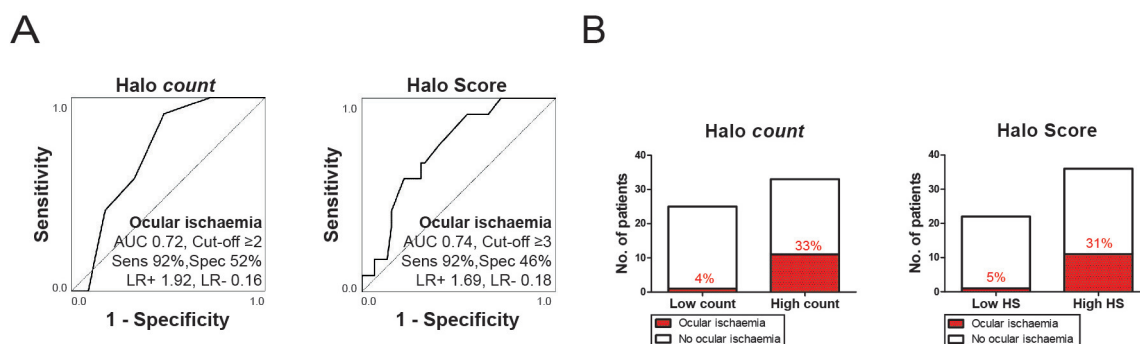 A
Halo count
1.0
Sensitivity
Ocular ischaemia
AUC 0.72, Cut-off ≥2
Sens 92%,Spec 52%
LR+ 1.92, LR- 0.16
0.0
0.0
1.0
1 - Specificity
Halo Score
1.0
Sensitivity
Ocular ischaemia
AUC 0.74, Cut-off ≥3
Sens 92%,Spec 46%
LR+ 1.69, LR- 0.18
0.0
0.0
1.0
1 - Specificity
B
Halo count
No. of patients
40
30
20
10
0
4%
33%
Low count
High count
Ocular ischaemia
No ocular ischaemia
Halo Score
No. of patients
40
30
20
10
0
5%
31%
Low HS
High HS
Ocular ischaemia
No ocular ischaemia